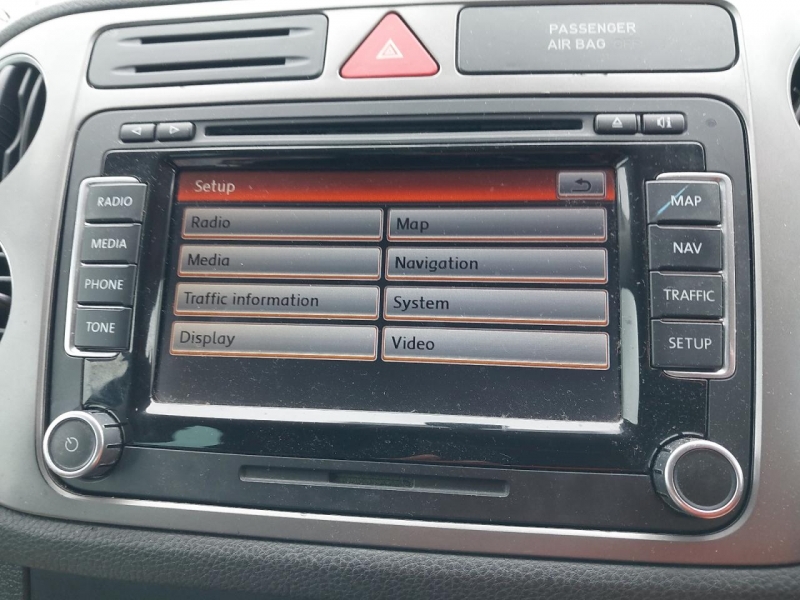 PASSENGER
AIR BAG
Setup
RADIO
MEDIA
PHONE
TONE
Radio
Map
Media
Navigation
Traffic information
System
Display
Video
MAP
NAV
TRAFFIC
SETUP